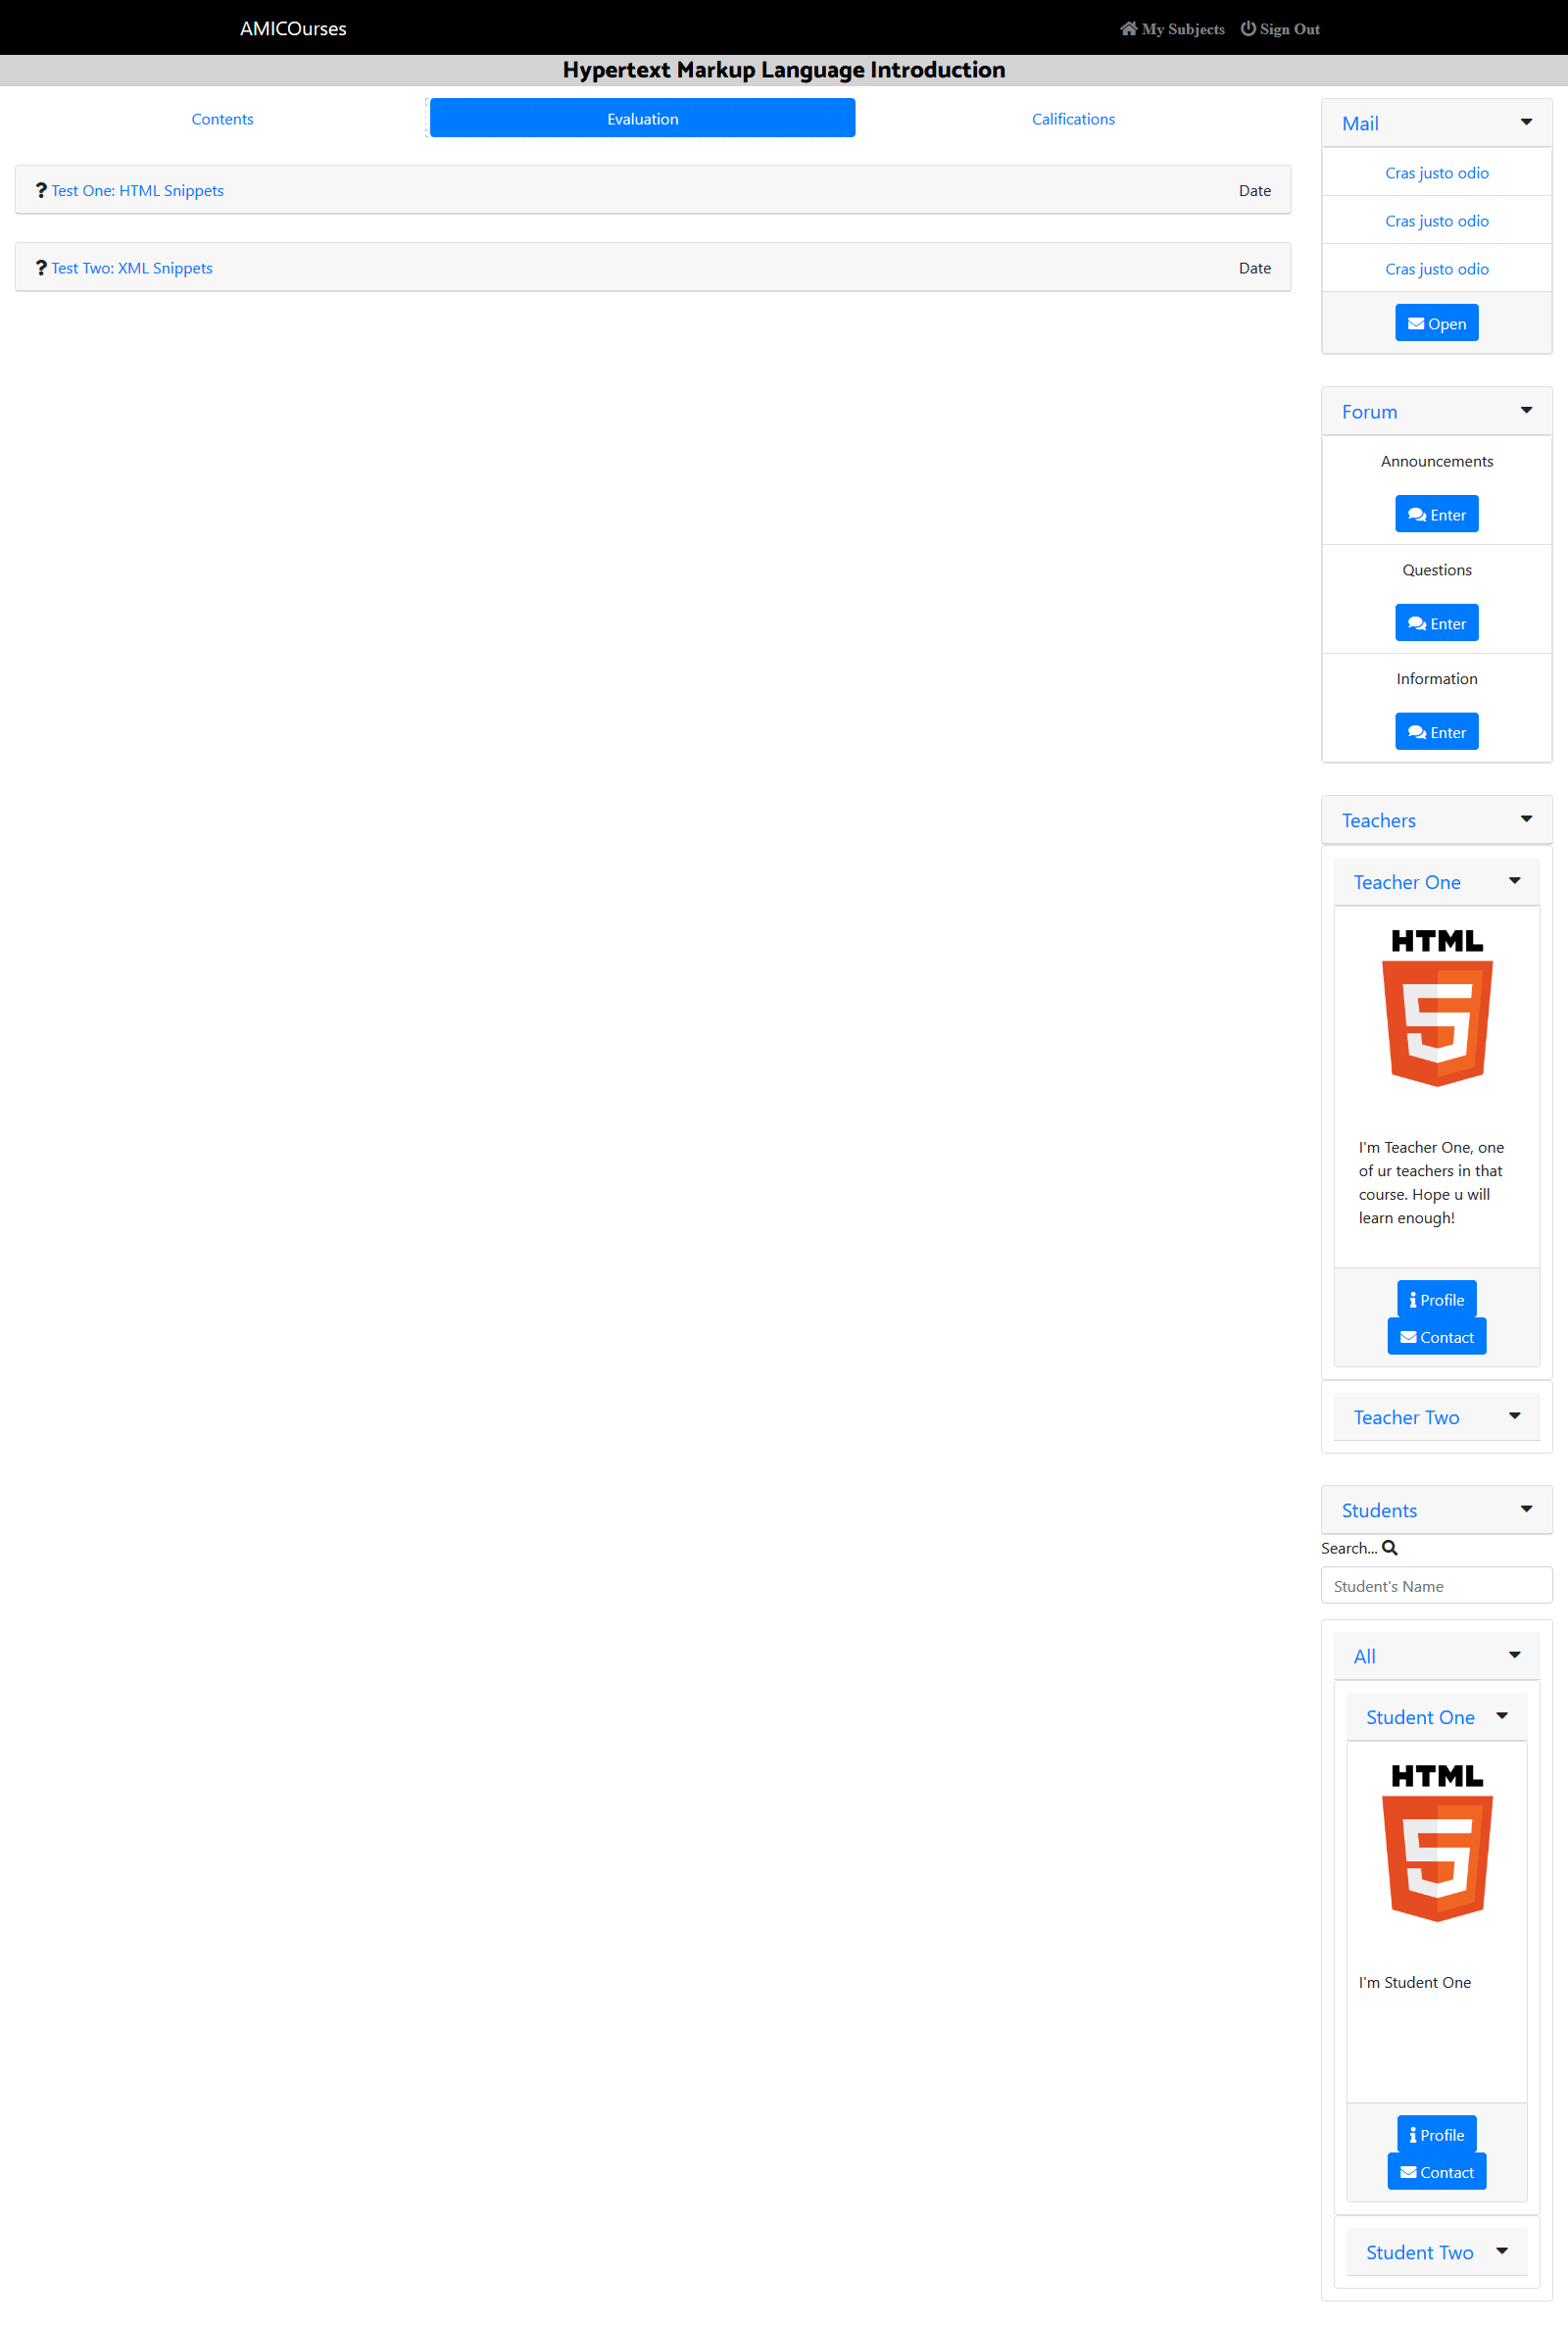 AMICOurses
My Subjects
Sign Out
Hypertext Markup Language Introduction
Contents
Evaluation
Califications
? Test One: HTML Snippets
Date
? Test Two: XML Snippets
Date
Mail
Cras justo odio
Cras justo odio
Cras justo odio
Open
Forum
Announcements
Enter
Questions
Enter
Information
Enter
Teachers
Teacher One
HTML
5
I'm Teacher One, one
of ur teachers in that
course. Hope u will
learn enough!
Profile
Contact
Teacher Two
Students
Search...
Student's Name
All
Student One
HTML
5
I'm Student One
Profile
Contact
Student Two